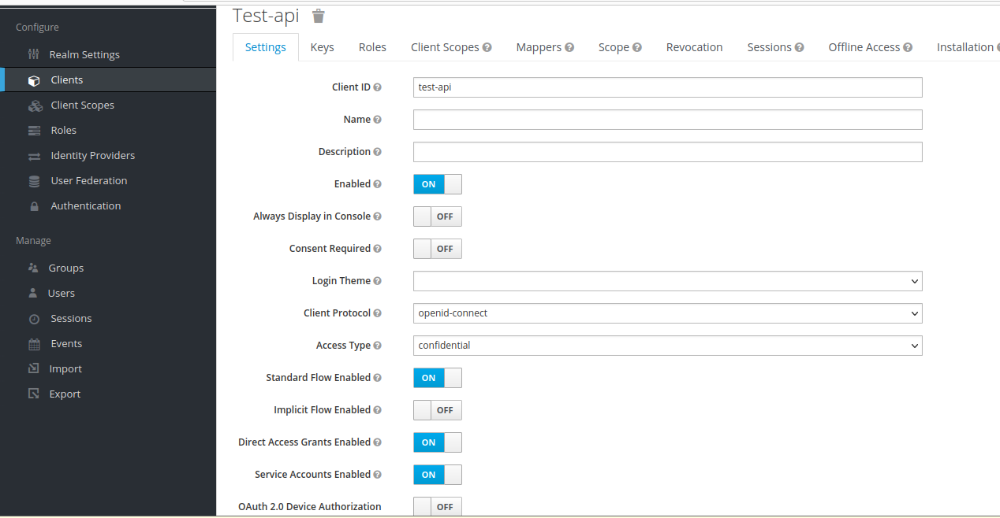 Configure
Realm Settings
Clients
Client Scopes
Roles
Identity Providers
User Federation
Authentication
Manage
Groups
Users
Sessions
Events
Import
Export
Test-api
Settings Keys Roles Client Scopes Mappers Scope Revocation Sessions Offline Access Installation
Client ID test-api
Name
Description
Enabled ON
Always Display in Console OFF
Consent Required OFF
Login Theme
Client Protocol openid-connect
Access Type confidential
Standard Flow Enabled ON
Implicit Flow Enabled OFF
Direct Access Grants Enabled ON
Service Accounts Enabled ON
OAuth 2.0 Device Authorization OFF